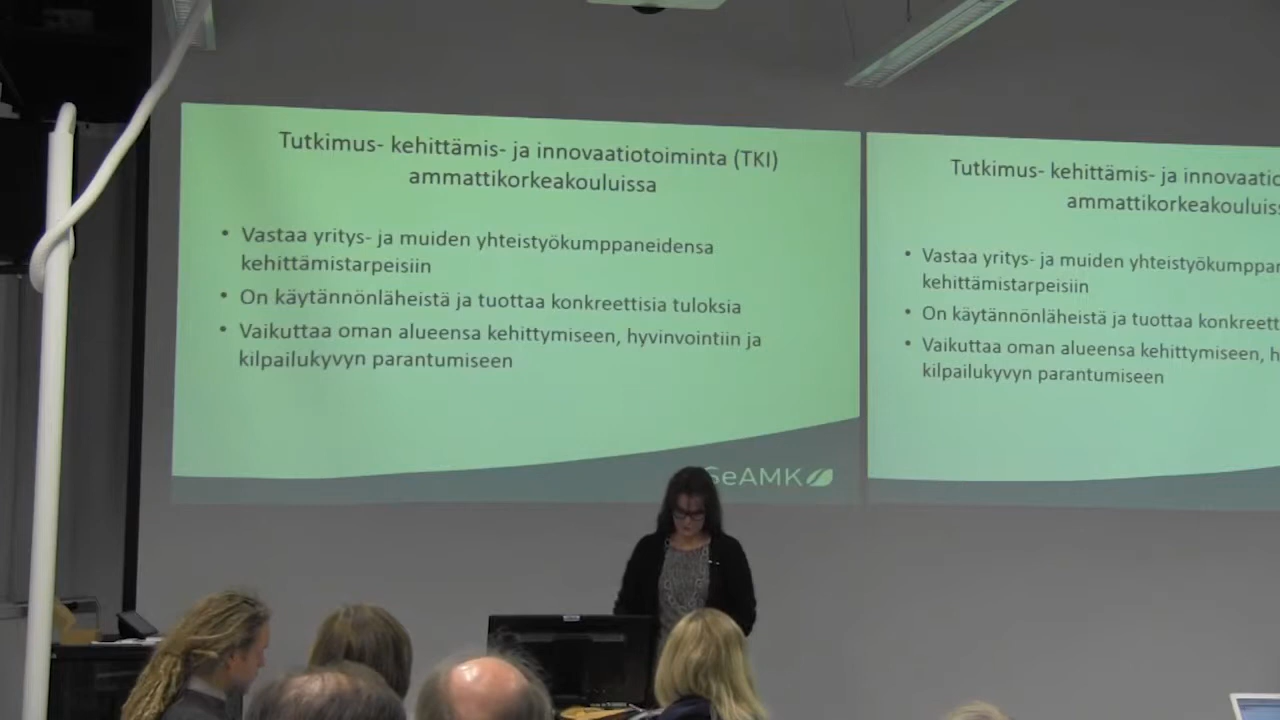 Tutkimus- kehittämis- ja innovaatiotoiminta (TKI)
ammattikorkeakouluissa
• Vastaa yritys- ja muiden yhteistyökumppaneidensa
kehittämistarpeisiin
• On käytännönläheistä ja tuottaa konkreettisia tuloksia
• Vaikuttaa oman alueensa kehittymiseen, hyvinvointiin ja
kilpailukyvyn parantumiseen
SeAMK
Tutkimus- kehittämis- ja innovaatio
ammattikorkeakouluis
• Vastaa yritys- ja muiden yhteistyökumppan
kehittämistarpeisiin
• On käytännönläheistä ja tuottaa konkreett
• Vaikuttaa oman alueensa kehittymiseen, h
kilpailukyvyn parantumiseen